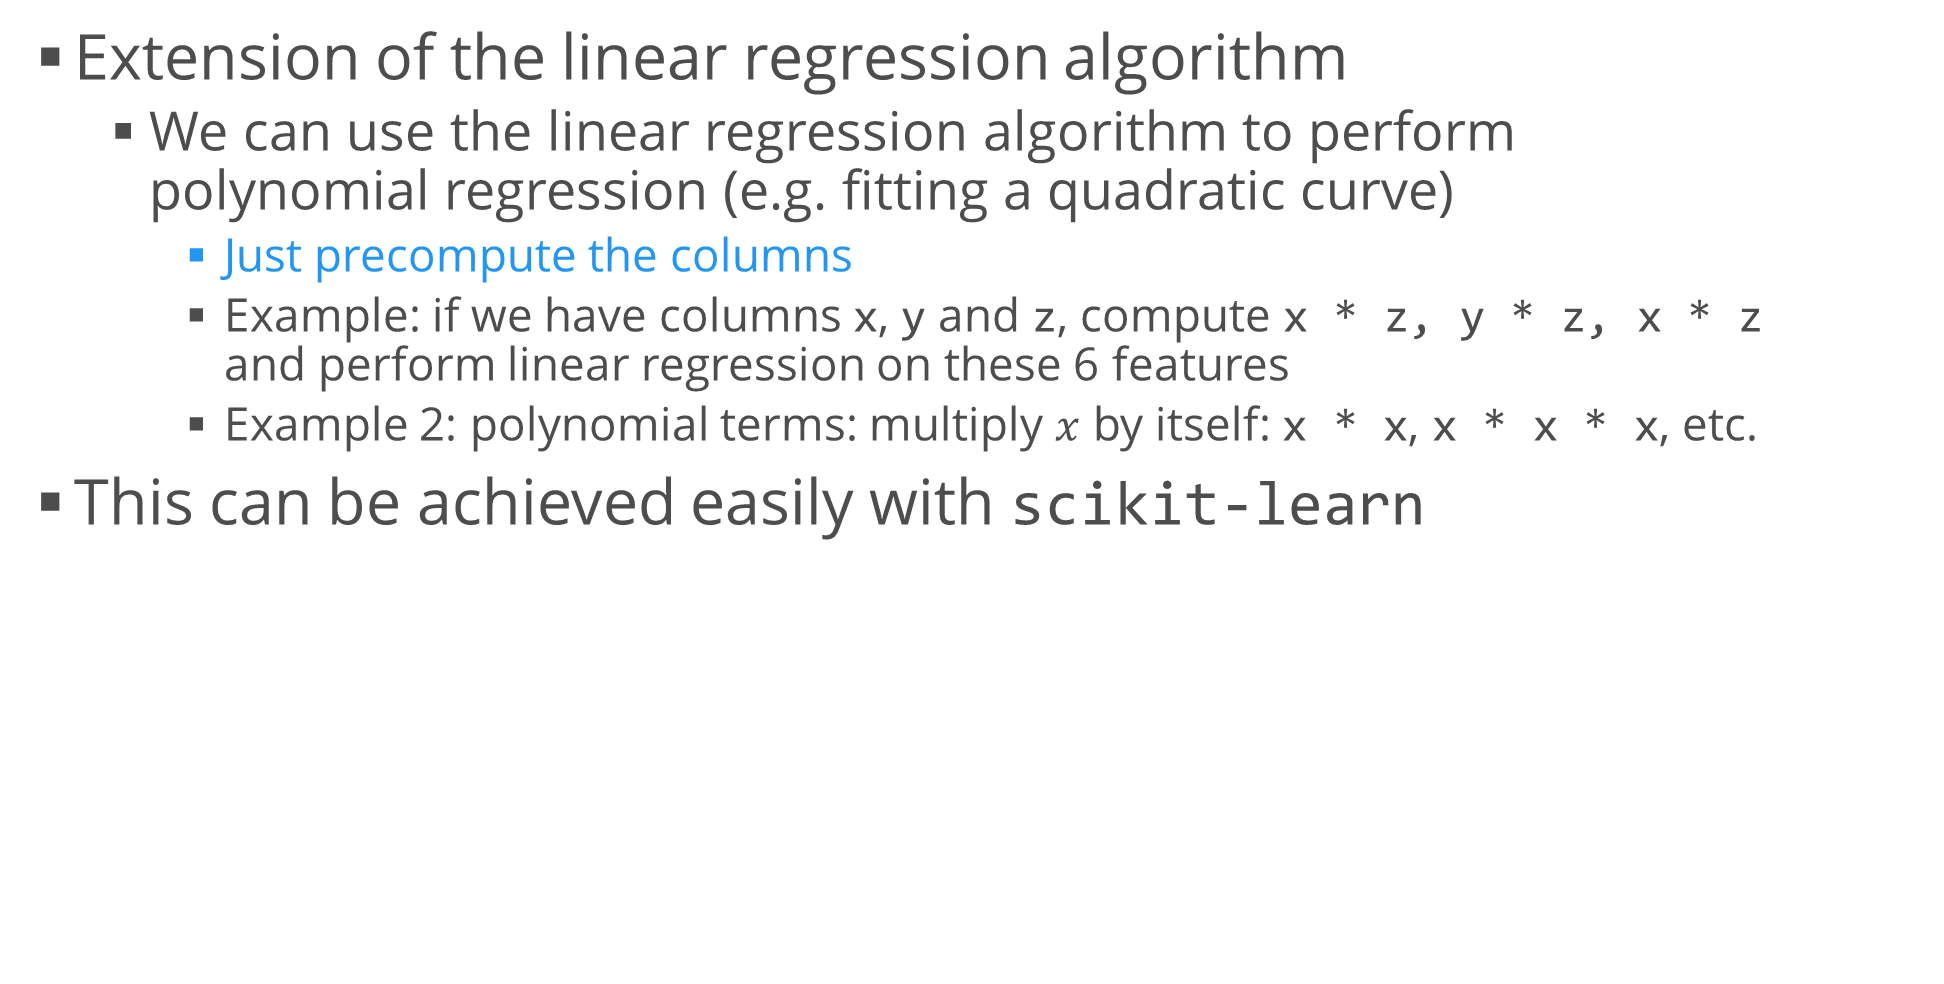 ▪ Extension of the linear regression algorithm
▪ We can use the linear regression algorithm to perform
polynomial regression (e.g. fitting a quadratic curve)
▪ Just precompute the columns
▪ Example: if we have columns x, y and z, compute x * z, y * z, x * z
and perform linear regression on these 6 features
▪ Example 2: polynomial terms: multiply 𝑥 by itself: x * x, x * x * x, etc.
▪ This can be achieved easily with scikit-learn